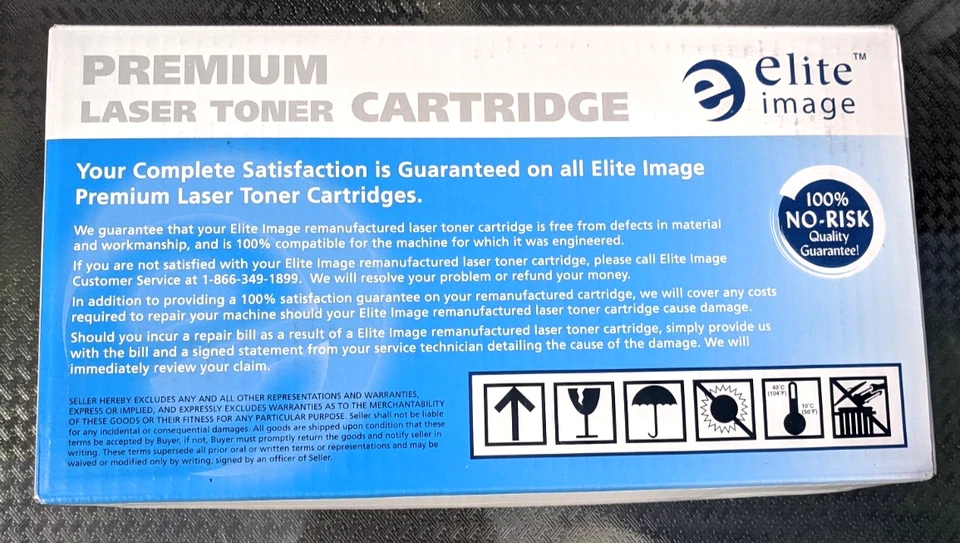 PREMIUM
LASER TONER CARTRIDGE
elite™
image
Your Complete Satisfaction is Guaranteed on all Elite Image
Premium Laser Toner Cartridges.
100%
NO-RISK
Quality
Guarantee!
We guarantee that your Elite Image remanufactured laser toner cartridge is free from defects in material
and workmanship, and is 100% compatible for the machine for which it was engineered.
If you are not satisfied with your Elite Image remanufactured laser toner cartridge, please call Elite Image
Customer Service at 1-866-349-1899. We will resolve your problem or refund your money.
In addition to providing a 100% satisfaction guarantee on your remanufactured cartridge, we will cover any costs
required to repair your machine should your Elite Image remanufactured laser toner cartridge cause damage.
Should you incur a repair bill as a result of a Elite Image remanufactured laser toner cartridge, simply provide us
with the bill and a signed statement from your service technician detailing the cause of the damage. We will
immediately review your claim.
SELLER HEREBY EXCLUDES ANY AND ALL OTHER REPRESENTATIONS AND WARRANTIES,
EXPRESS OR IMPLIED, AND EXPRESSLY EXCLUDES WARRANTIES AS TO THE MERCHANTABILITY
OF THESE GOODS OR THEIR FITNESS FOR ANY PARTICULAR PURPOSE. Seller shall not be liable
for any incidental or consequential damages. All goods are shipped upon condition that these
terms be accepted by Buyer, if not, Buyer must promptly return the goods and notify seller in
writing. These terms supersede all prior oral or written terms or representations and may be
waived or modified only by writing, signed by an officer of Seller.
40°C
(104°F)
10°C
(50°F)